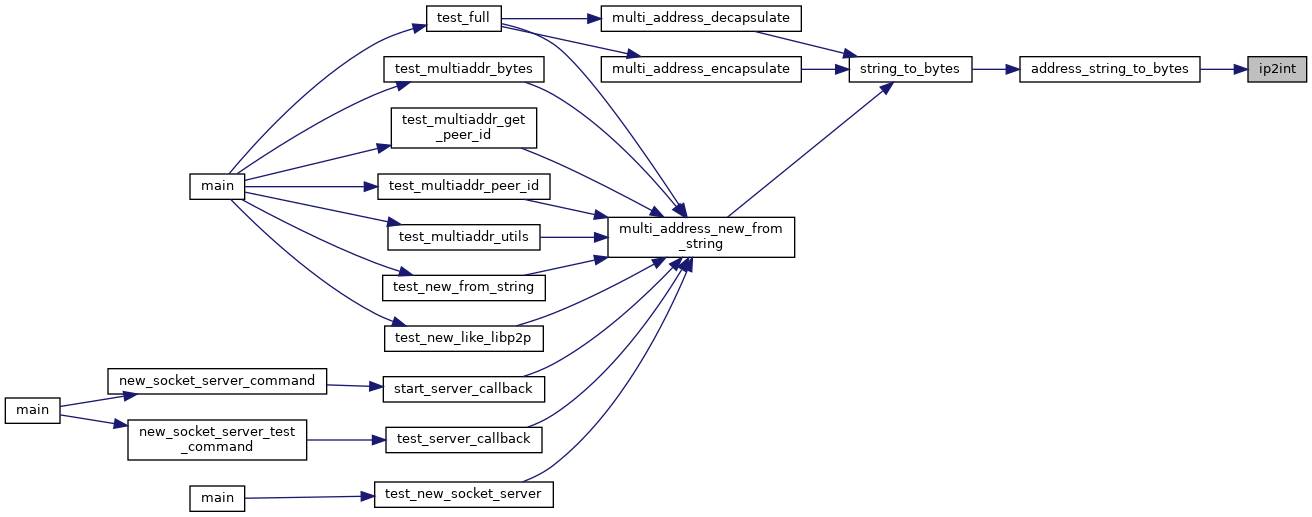 test_full
multi_address_decapsulate
test_multiaddr_bytes
multi_address_encapsulate
string_to_bytes
address_string_to_bytes
ip2int
test_multiaddr_get
_peer_id
main
test_multiaddr_peer_id
test_multiaddr_utils
multi_address_new_from
_string
test_new_from_string
test_new_like_libp2p
new_socket_server_command
start_server_callback
main
new_socket_server_test
_command
test_server_callback
main
test_new_socket_server